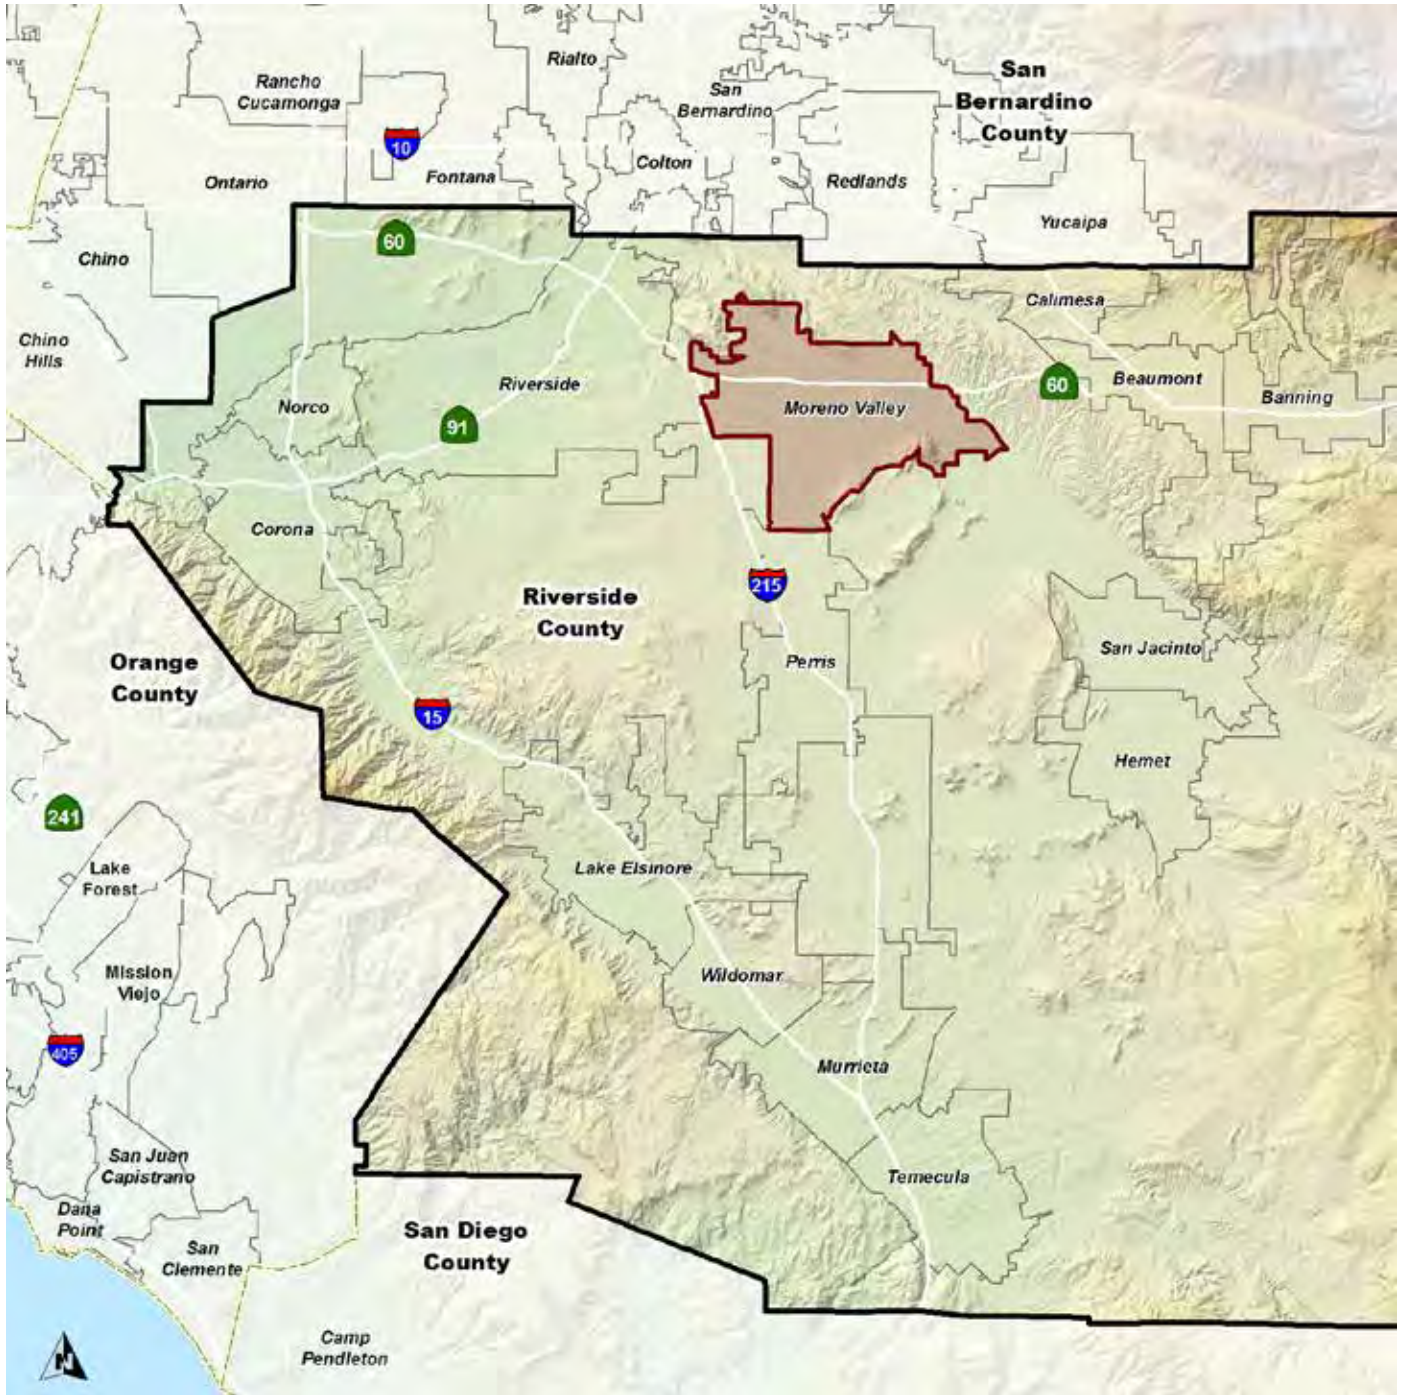 Rialto
Rancho
Cucamonga
San
Bernardino
San
Bernardino
County
10
Colton
Ontario
Fontana
Redlands
Yucaipa
60
Chino
Calimesa
Chino
Hills
Riverside
Norco
91
Moreno Valley
60
Beaumont
Banning
Corona
215
Riverside
County
Orange
County
Perris
San Jacinto
15
Hemet
241
Lake
Forest
Lake Elsinore
Mission
Viejo
Wildomar
405
Murrieta
San Juan
Capistrano
Temecula
Dana
Point
San Diego
County
San
Clemente
Camp
Pendleton
N